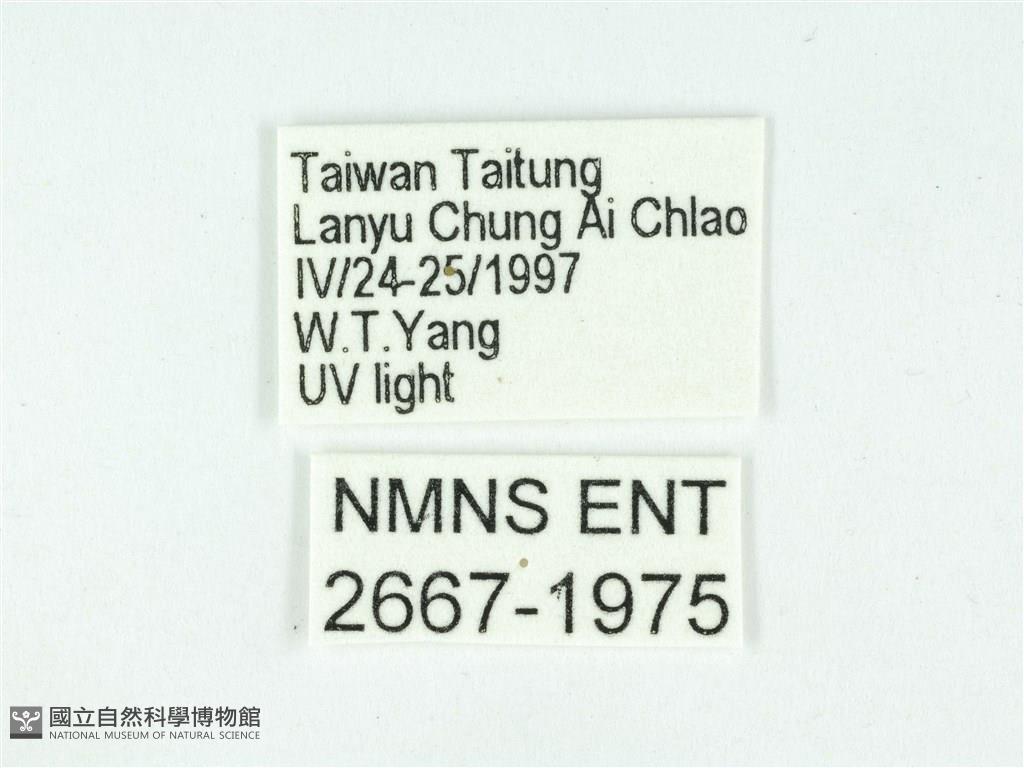 Taiwan Taitung
Lanyu Chung Ai Chlao
IV/24-25/1997
W.T.Yang
UV light
NMNS ENT
2667-1975
國立自然科學博物館
NATIONAL MUSEUM OF NATURAL SCIENCE